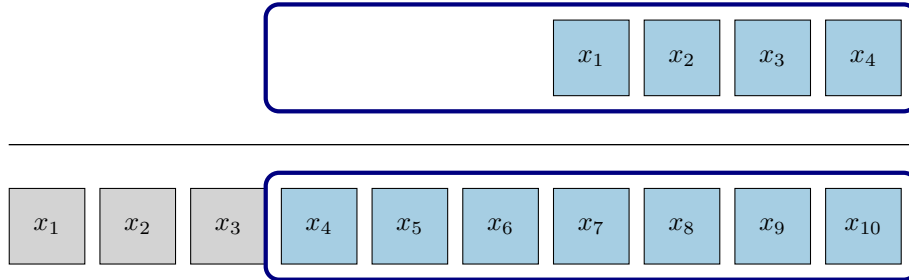 x₁ x₂ x₃ x₄
x₁ x₂ x₃ x₄ x₅ x₆ x₇ x₈ x₉ x₁₀